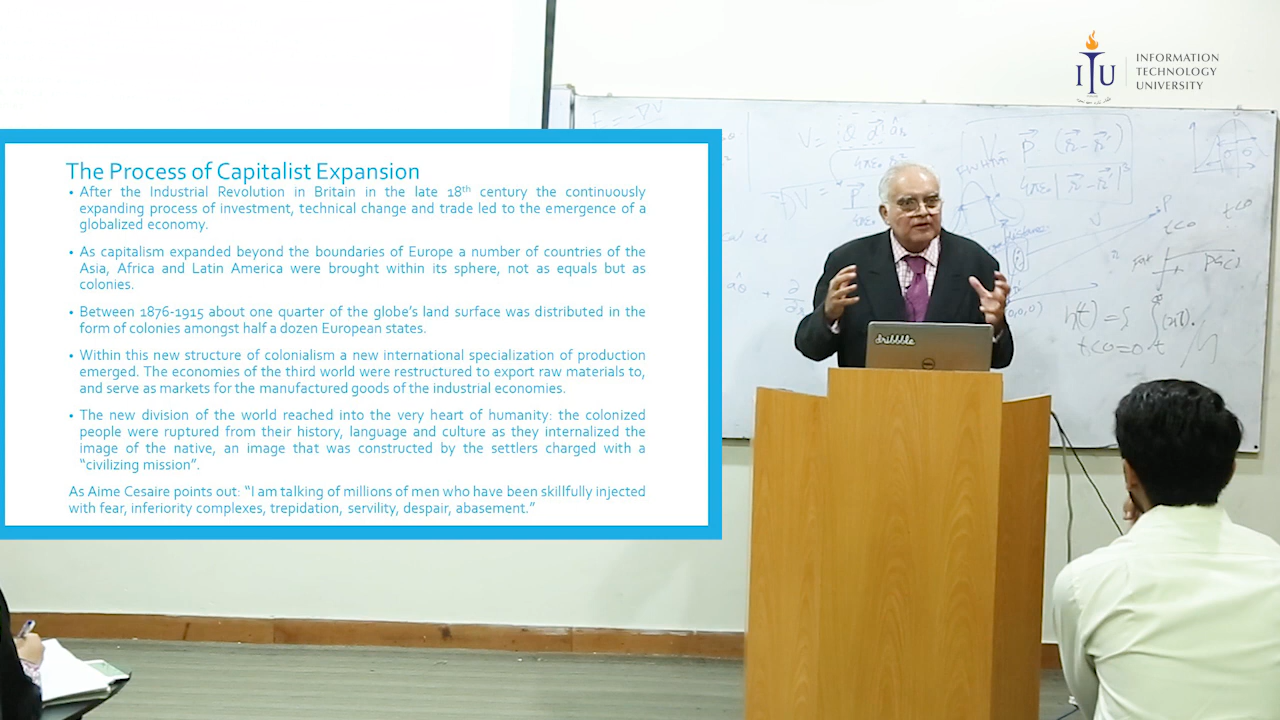 ITU
INFORMATION
TECHNOLOGY
UNIVERSITY
The Process of Capitalist Expansion
• After the Industrial Revolution in Britain in the late 18th century the continuously
expanding process of investment, technical change and trade led to the emergence of a
globalized economy.
• As capitalism expanded beyond the boundaries of Europe a number of countries of the
Asia, Africa and Latin America were brought within its sphere, not as equals but as
colonies.
• Between 1876-1915 about one quarter of the globe's land surface was distributed in the
form of colonies amongst half a dozen European states.
• Within this new structure of colonialism a new international specialization of production
emerged. The economies of the third world were restructured to export raw materials to,
and serve as markets for the manufactured goods of the industrial economies.
• The new division of the world reached into the very heart of humanity: the colonized
people were ruptured from their history, language and culture as they internalized the
image of the native, an image that was constructed by the settlers charged with a
“civilizing mission”.
As Aime Cesaire points out: “I am talking of millions of men who have been skillfully injected
with fear, inferiority complexes, trepidation, servility, despair, abasement.”
dribbble
DELL